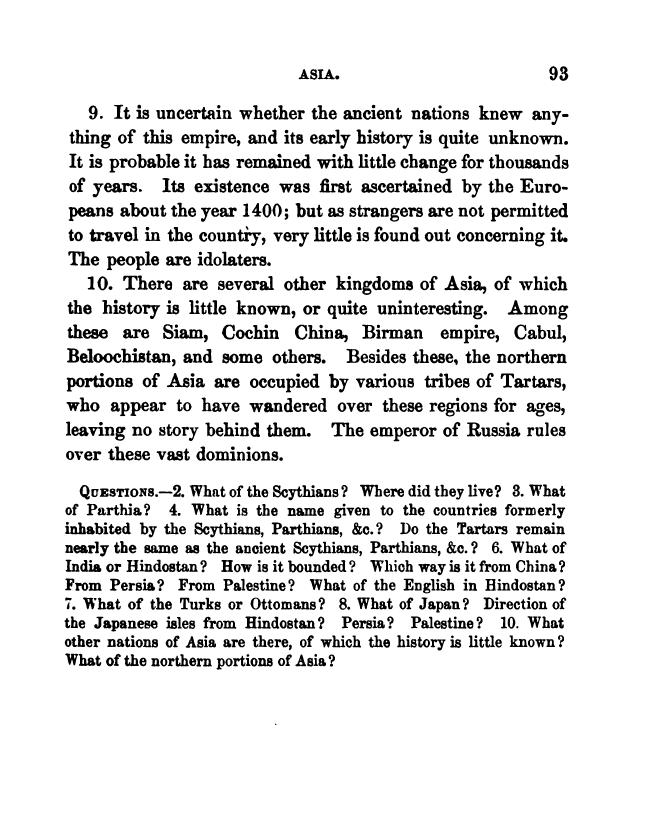 ASIA. 93
9. It is uncertain whether the ancient nations knew any-
thing of this empire, and its early history is quite unknown.
It is probable it has remained with little change for thousands
of years. Its existence was first ascertained by the Euro-
peans about the year 1400; but as strangers are not permitted
to travel in the country, very little is found out concerning it.
The people are idolaters.
10. There are several other kingdoms of Asia, of which
the history is little known, or quite uninteresting. Among
these are Siam, Cochin China, Birman empire, Cabul,
Beloochistan, and some others. Besides these, the northern
portions of Asia are occupied by various tribes of Tartars,
who appear to have wandered over these regions for ages,
leaving no story behind them. The emperor of Russia rules
over these vast dominions.
QUESTIONS.—2. What of the Scythians? Where did they live? 3. What
of Parthia? 4. What is the name given to the countries formerly
inhabited by the Scythians, Parthians, &c.? Do the Tartars remain
nearly the same as the ancient Scythians, Parthians, &c.? 6. What of
India or Hindostan? How is it bounded? Which way is it from China?
From Persia? From Palestine? What of the English in Hindostan?
7. What of the Turks or Ottomans? 8. What of Japan? Direction of
the Japanese isles from Hindostan? Persia? Palestine? 10. What
other nations of Asia are there, of which the history is little known?
What of the northern portions of Asia?